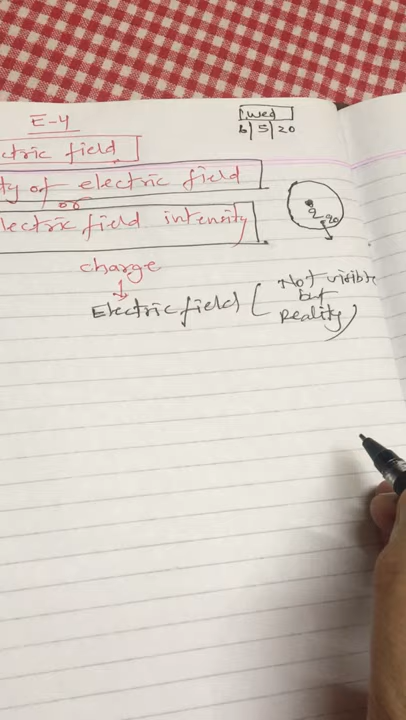 E-4
Wed
6/5/20
ctric field
ty of electric field
or
lectric field intensity
q q0
charge
Electric field ( Not visible
but
Reality )